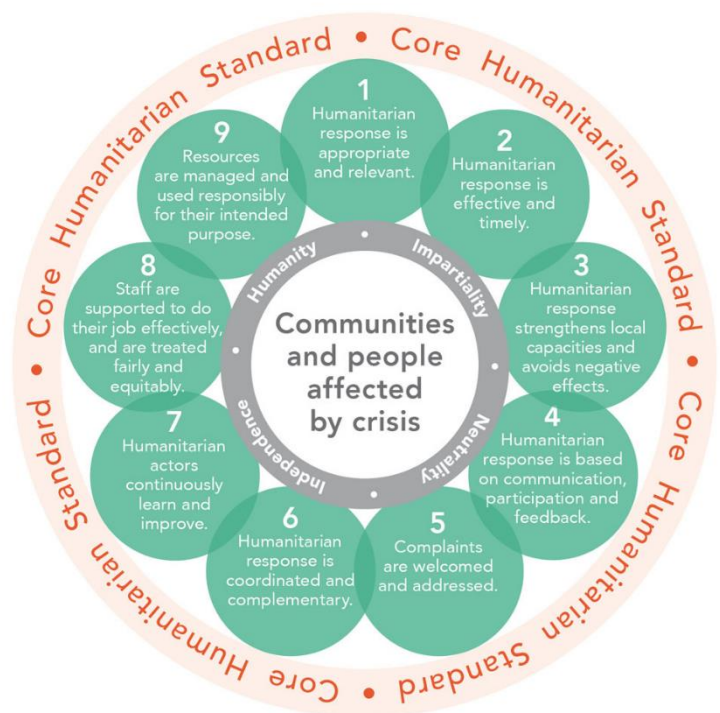 Core Humanitarian Standard • Core Humanitarian Standard • Core Humanitarian Standard • Core Humanitarian Standard •
1
Humanitarian
response is
appropriate
and relevant.
2
Humanitarian
response is
effective and
timely.
3
Humanitarian
response
strengthens local
capacities and
avoids negative
effects.
4
Humanitarian
response is based
on communication,
participation and
feedback.
5
Complaints
are welcomed
and addressed.
6
Humanitarian
response is
coordinated and
complementary.
7
Humanitarian
actors
continuously
learn and
improve.
8
Staff are
supported to do
their job effectively,
and are treated
fairly and
equitably.
9
Resources
are managed and
used responsibly
for their intended
purpose.
Humanity • Impartiality • Neutrality • Independence •
Communities
and people
affected
by crisis